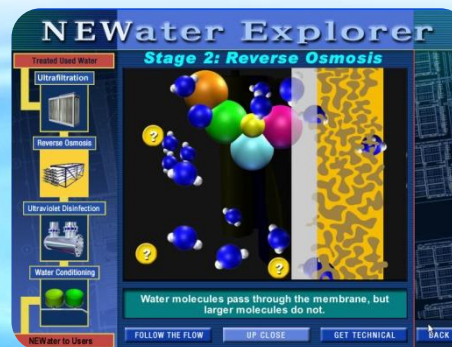 NEWater Explorer
Treated Used Water
Ultrafiltration
Reverse Osmosis
Ultraviolet Disinfection
Water Conditioning
NEWater to Users
Stage 2: Reverse Osmosis
?
?
?
Water molecules pass through the membrane, but
larger molecules do not.
FOLLOW THE FLOW
UP CLOSE
GET TECHNICAL
BACK